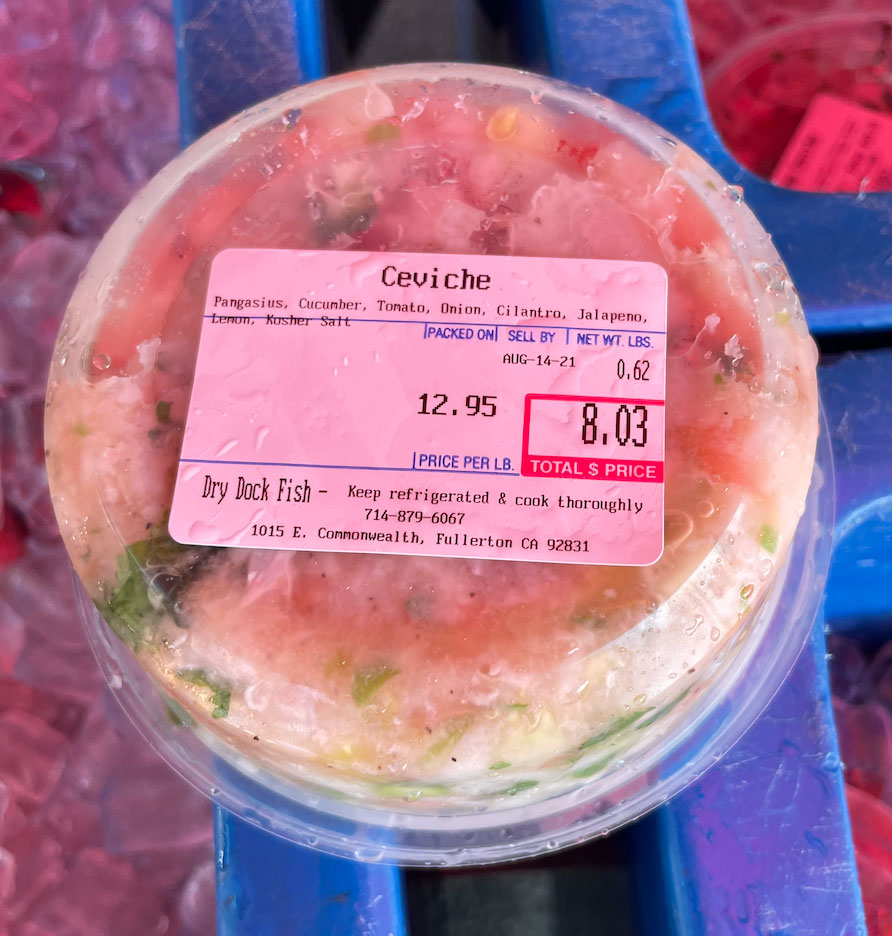 Ceviche
Pangasius, Cucumber, Tomato, Onion, Cilantro, Jalapeno,
Lemon, Kosher Salt
PACKED ON SELL BY NET WT. LBS.
AUG-14-21 0.62
12.95 8.03
PRICE PER LB. TOTAL $ PRICE
Dry Dock Fish - Keep refrigerated & cook thoroughly
714-879-6067
1015 E. Commonwealth, Fullerton CA 92831